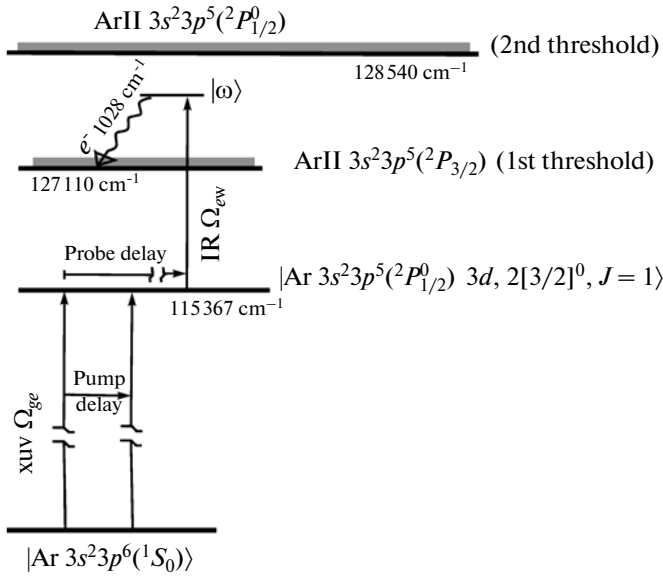 ArII 3s²3p⁵(²P⁰₁/₂)
(2nd threshold)
128 540 cm⁻¹
|ω⟩
e⁻ 1028 cm⁻¹
ArII 3s²3p⁵(²P₃/₂) (1st threshold)
127 110 cm⁻¹
IR Ω_ew
Probe delay
|Ar 3s²3p⁵(²P⁰₁/₂) 3d, 2[3/2]⁰, J = 1⟩
115 367 cm⁻¹
Pump
delay
xuv Ω_ge
|Ar 3s²3p⁶(¹S₀)⟩